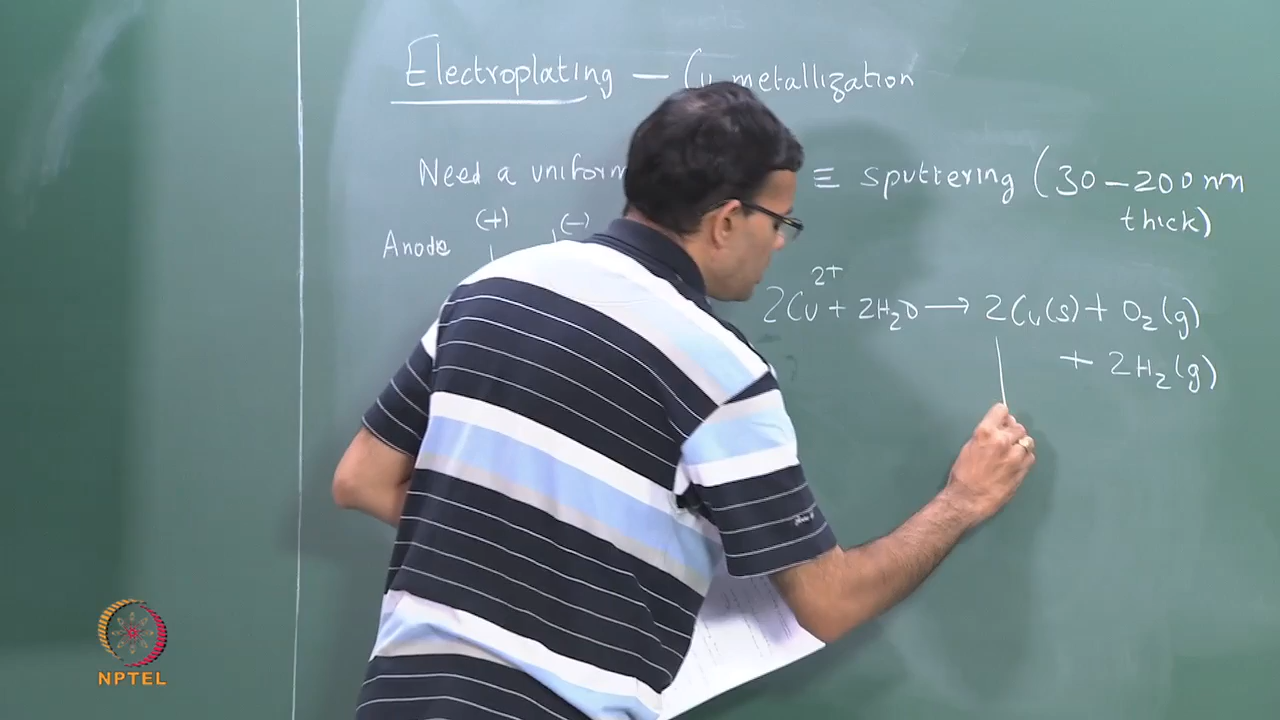 Electroplating — Cu metallization
Need a uniform ≡ sputtering (30–200 nm
thick)
(+) (−)
Anode
2Cu²⁺ + 2H₂O → 2Cu(s) + O₂(g)
+ 2H₂(g)
NPTEL